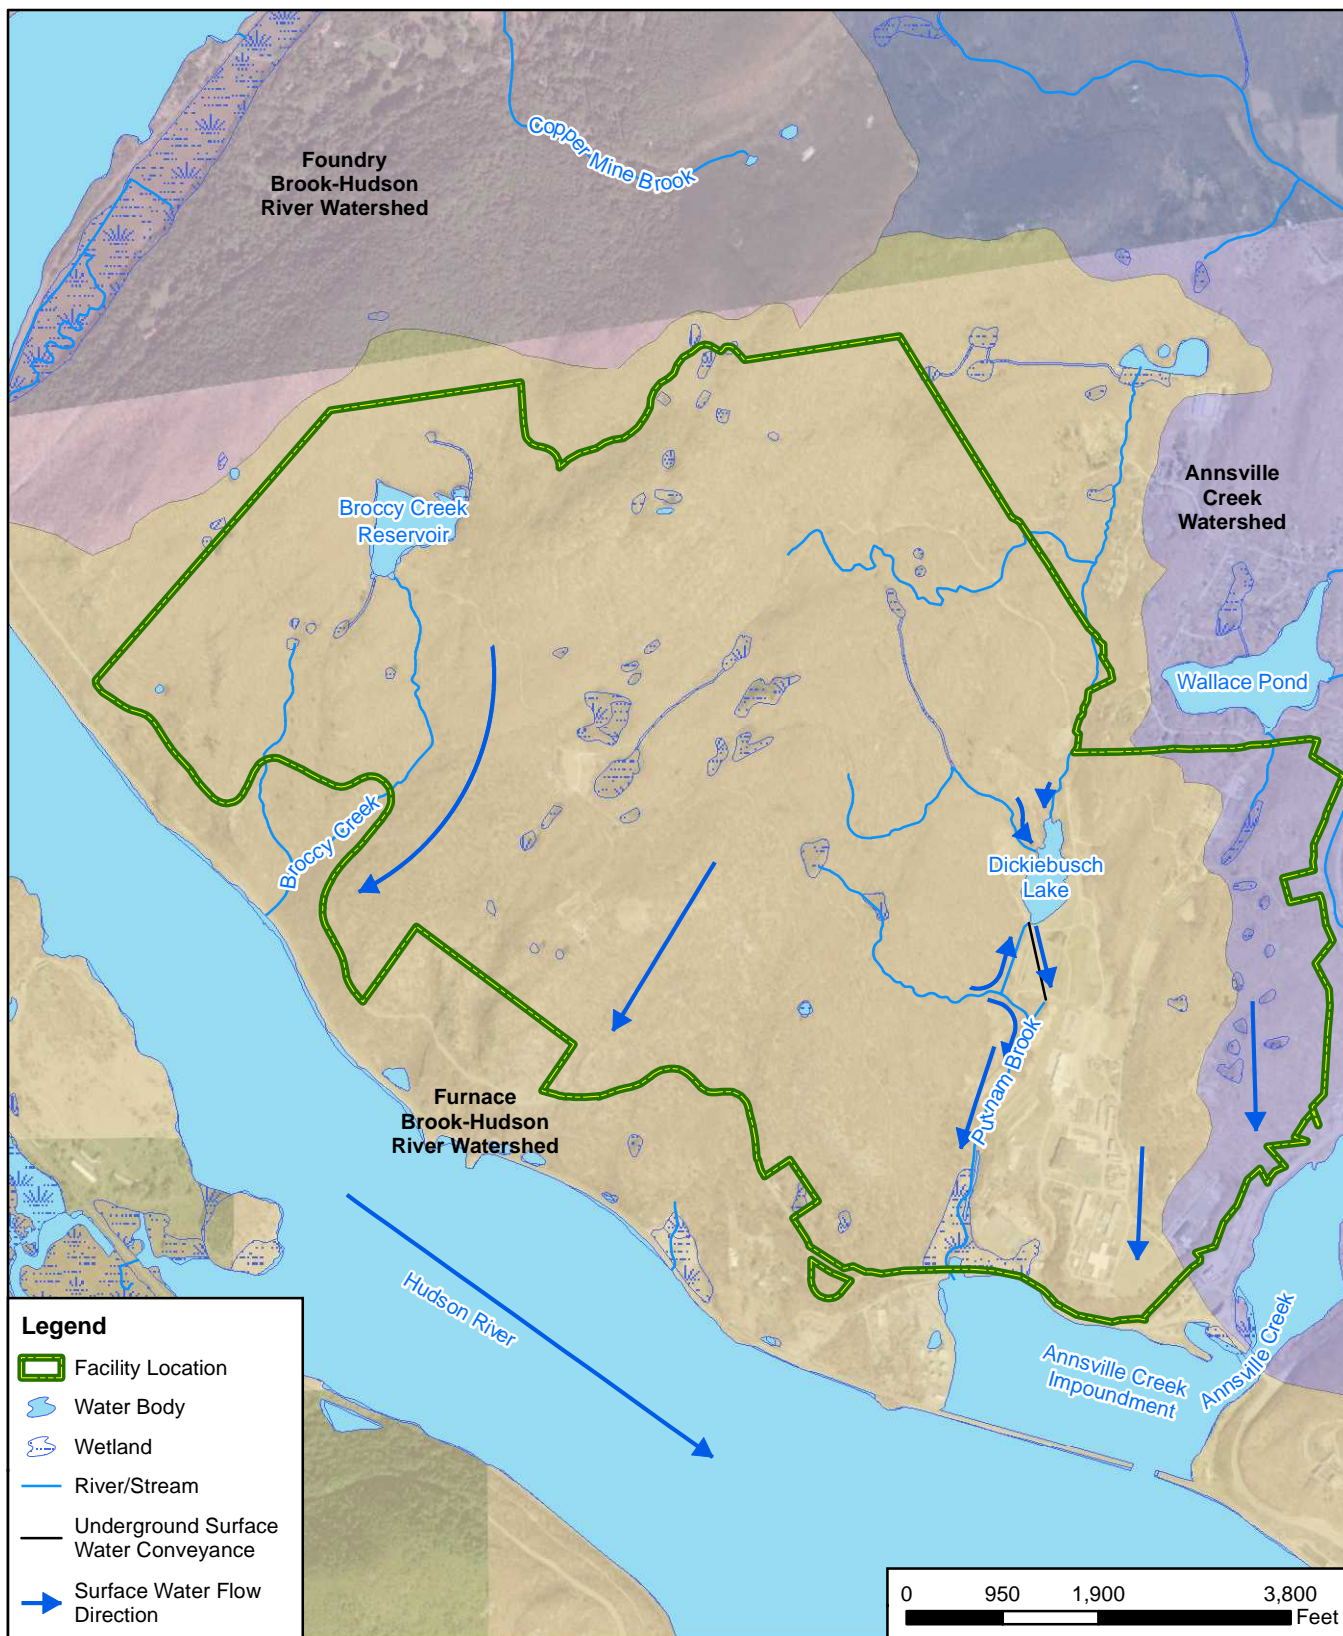 Copper Mine Brook
Foundry
Brook-Hudson
River Watershed
Annsville
Creek
Watershed
Broccy Creek
Reservoir
Wallace Pond
Broccy Creek
Dickiebusch
Lake
Putnam Brook
Furnace
Brook-Hudson
River Watershed
Hudson River
Annsville Creek
Impoundment
Annsville Creek
Legend
Facility Location
Water Body
Wetland
River/Stream
Underground Surface
Water Conveyance
Surface Water Flow
Direction
0 950 1,900 3,800
Feet